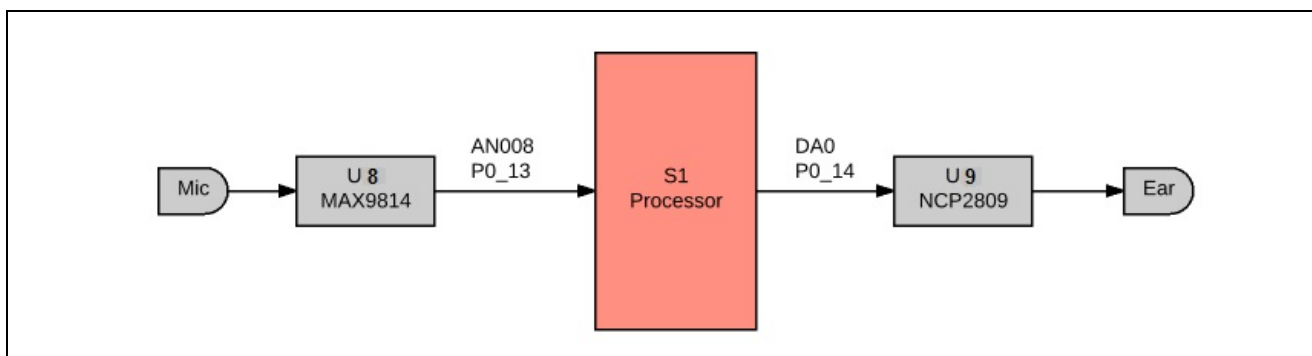 Mic
U 8
MAX9814
AN008
P0_13
S1
Processor
DA0
P0_14
U 9
NCP2809
Ear